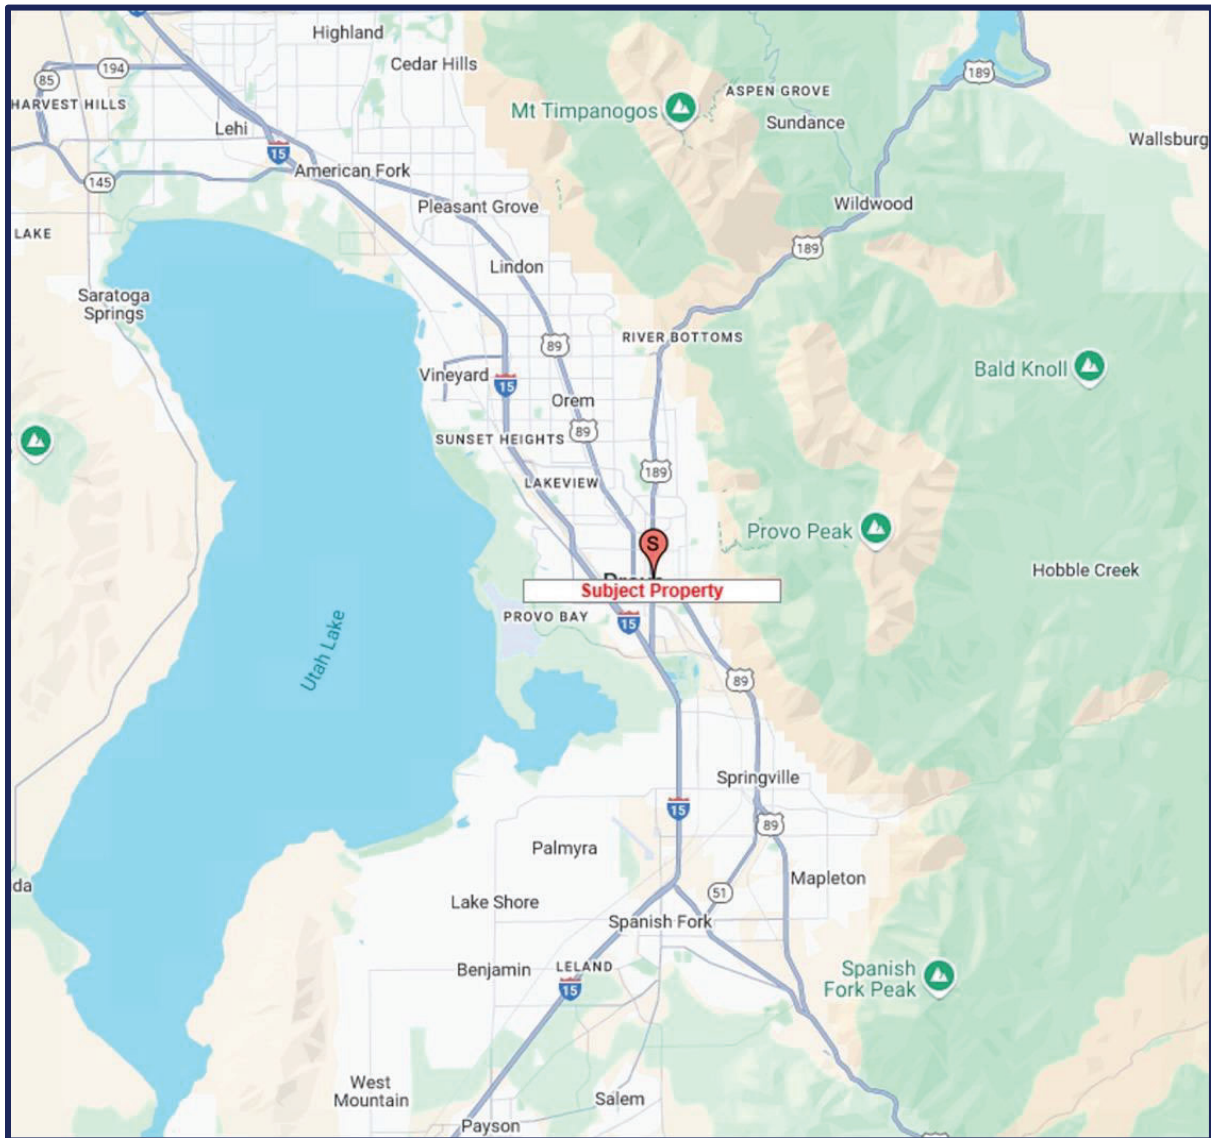 Highland
Cedar Hills
85
194
HARVEST HILLS
189
ASPEN GROVE
Mt Timpanogos
Sundance
Lehi
Wallsburg
15
American Fork
145
Pleasant Grove
Wildwood
LAKE
189
Lindon
Saratoga
Springs
RIVER BOTTOMS
89
Vineyard
15
Bald Knoll
Orem
SUNSET HEIGHTS
89
189
LAKEVIEW
Provo Peak
S
Hobble Creek
Subject Property
PROVO BAY
15
Utah Lake
89
Springville
15
89
Palmyra
da
Mapleton
51
Lake Shore
Spanish Fork
Benjamin
LELAND
15
Spanish
Fork Peak
West
Mountain
Salem
Payson